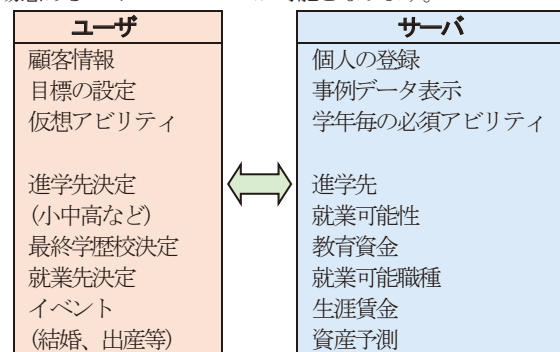 ユーザ
顧客情報
目標の設定
仮想アビリティ
進学先決定
(小中高など)
最終学歴校決定
就業先決定
イベント
(結婚、出産等)
サーバ
個人の登録
事例データ表示
学年毎の必須アビリティ
進学先
就業可能性
教育資金
就業可能職種
生涯賃金
資産予測